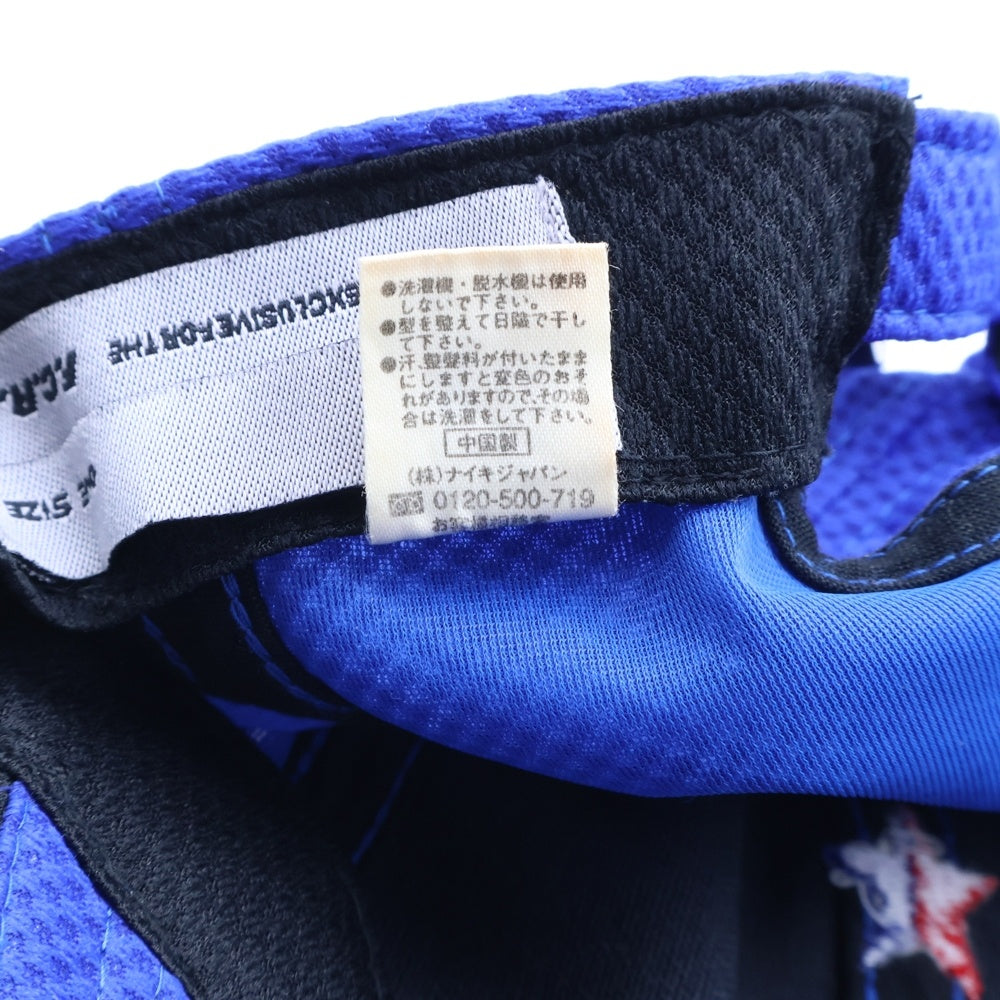 ●洗濯機・脱水機は使用
しないで下さい。
●型を整えて日陰で干し
て下さい。
●汗、整髪料が付いたまま
にしますと変色のおそ
れがありますので、その場
合は洗濯をして下さい。
中国製
(株)ナイキジャパン
0120-500-719
EXCLUSIVE FOR THE
F.C.R.
ONE SIZE